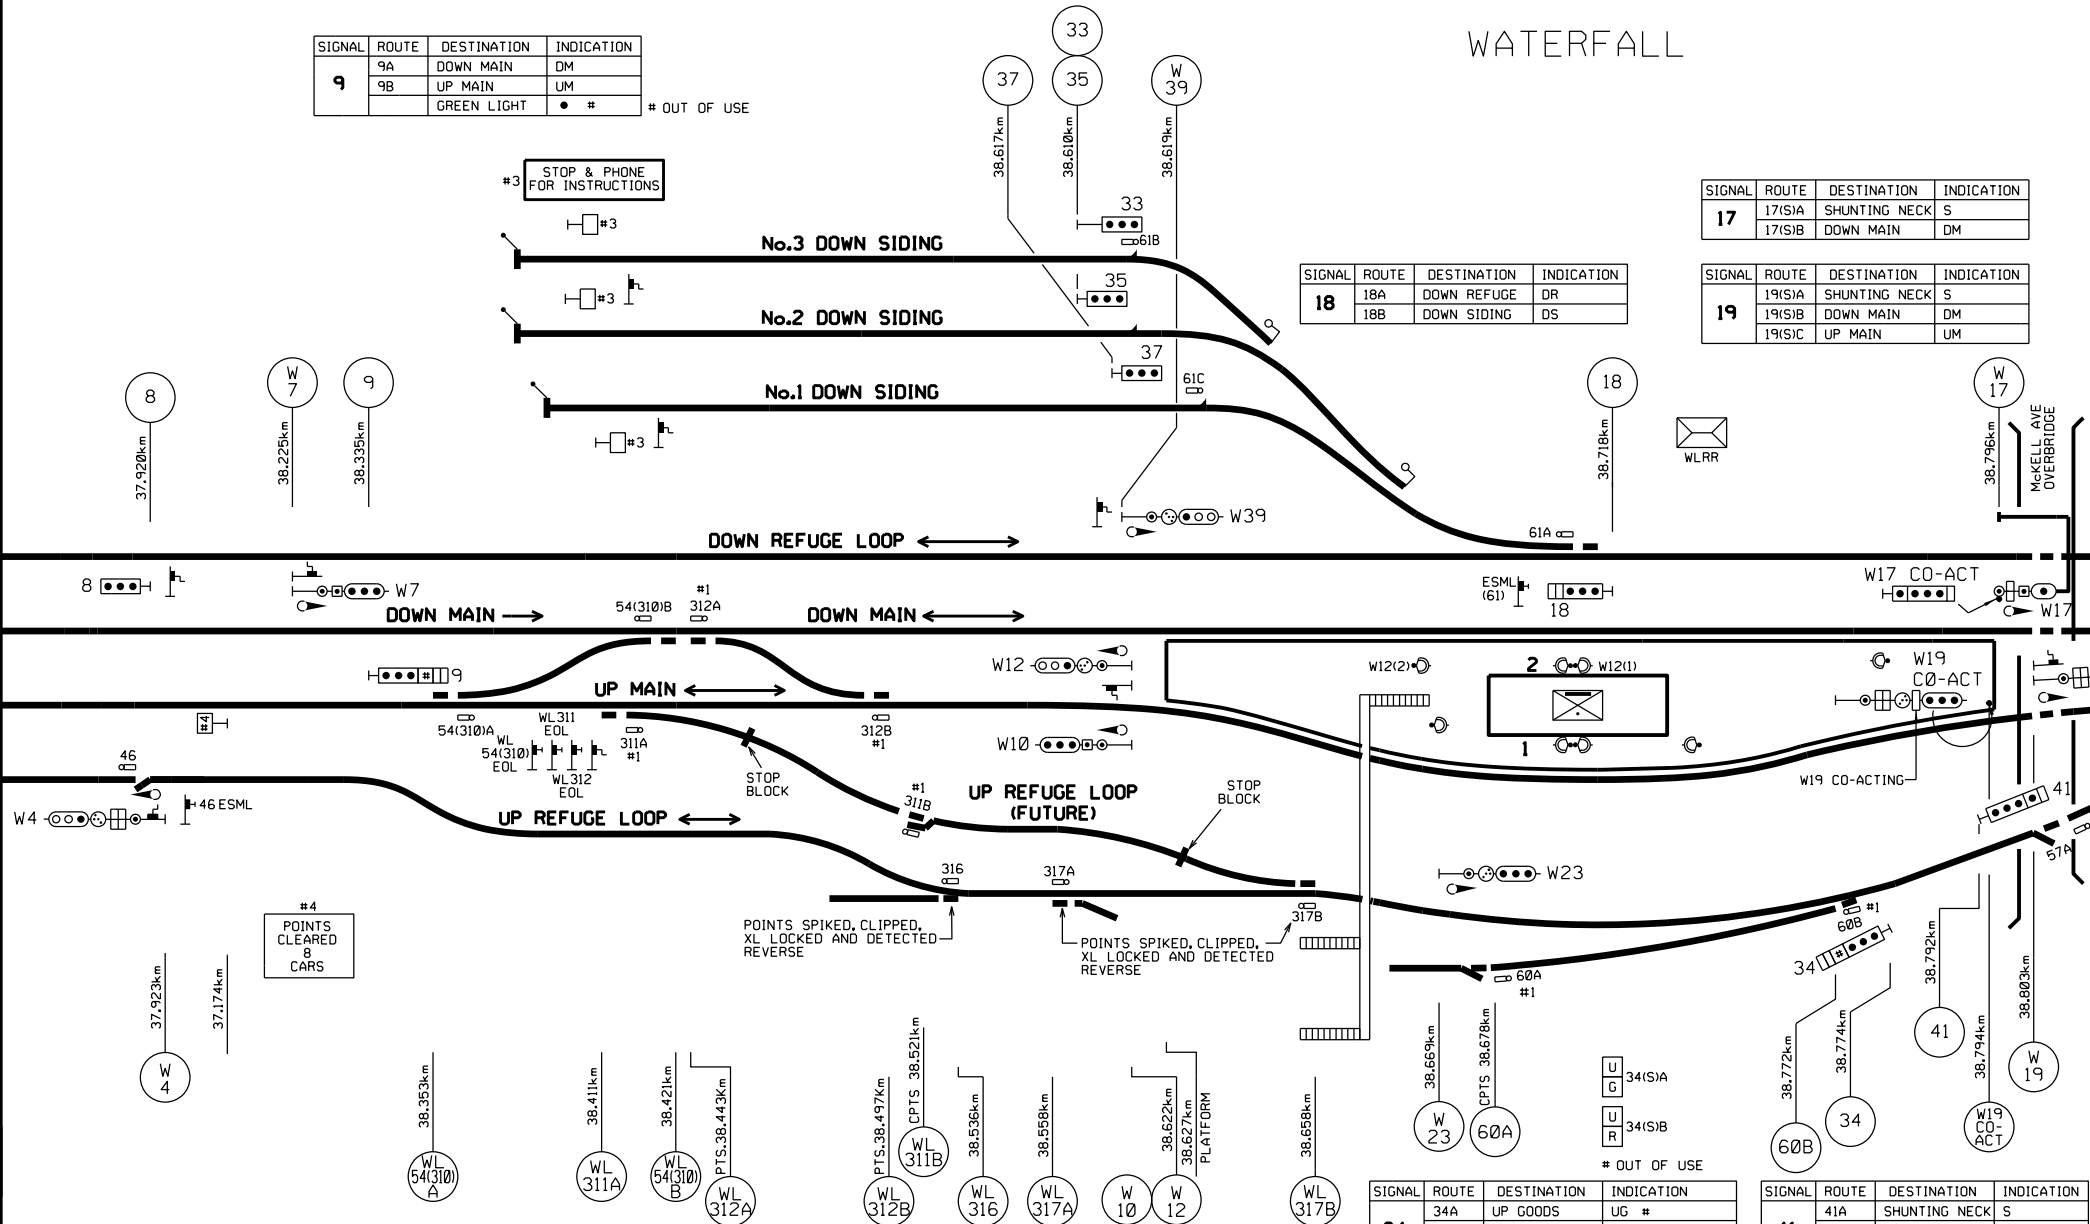 WATERFALL
SIGNAL ROUTE DESTINATION INDICATION
9 9A DOWN MAIN DM
9B UP MAIN UM
GREEN LIGHT ● #
# OUT OF USE
33
37
35
W
39
38.617km
38.610km
38.619km
#3
STOP & PHONE
FOR INSTRUCTIONS
#3
33
61B
No.3 DOWN SIDING
#3
35
No.2 DOWN SIDING
37
61C
No.1 DOWN SIDING
#3
SIGNAL ROUTE DESTINATION INDICATION
17 17(S)A SHUNTING NECK S
17(S)B DOWN MAIN DM
SIGNAL ROUTE DESTINATION INDICATION
18 18A DOWN REFUGE DR
18B DOWN SIDING DS
SIGNAL ROUTE DESTINATION INDICATION
19 19(S)A SHUNTING NECK S
19(S)B DOWN MAIN DM
19(S)C UP MAIN UM
8
W
7
9
18
W
17
37.920km
38.225km
38.335km
38.718km
38.796km
McKELL AVE
OVERBRIDGE
WLRR
W39
61A
DOWN REFUGE LOOP
8
W7
ESML
(61)
18
W17 CO-ACT
W17
DOWN MAIN
54(310)B
#1
312A
DOWN MAIN
9
#
W12
W12(2)
2
W12(1)
W19
CO-ACT
UP MAIN
#4
54(310)A
WL311
EOL
WL
54(310)
EOL
WL312
EOL
311A
#1
312B
#1
W10
1
W19 CO-ACTING
STOP
BLOCK
46
46 ESML
W4
UP REFUGE LOOP
#1
311B
UP REFUGE LOOP
(FUTURE)
STOP
BLOCK
41
57A
316
317A
W23
317B
#1
60B
34
#
60A
#1
#4
POINTS
CLEARED
8
CARS
POINTS SPIKED, CLIPPED,
XL LOCKED AND DETECTED
REVERSE
POINTS SPIKED, CLIPPED,
XL LOCKED AND DETECTED
REVERSE
37.923km
37.174km
38.353km
38.411km
38.421km
PTS.38.443Km
PTS.38.497Km
CPTS 38.521km
38.536km
38.558km
38.622km
38.627km
PLATFORM
38.658km
38.669km
CPTS 38.678km
38.772km
38.774km
38.792km
38.794km
38.803km
W
4
WL
54(310)
A
WL
311A
WL
54(310)
B
WL
312A
WL
312B
WL
311B
WL
316
WL
317A
W
10
W
12
WL
317B
W
23
60A
60B
34
41
W19
CO-
ACT
W
19
U
G
34(S)A
U
R
34(S)B
# OUT OF USE
SIGNAL ROUTE DESTINATION INDICATION
34A UP GOODS UG #
SIGNAL ROUTE DESTINATION INDICATION
41A SHUNTING NECK S